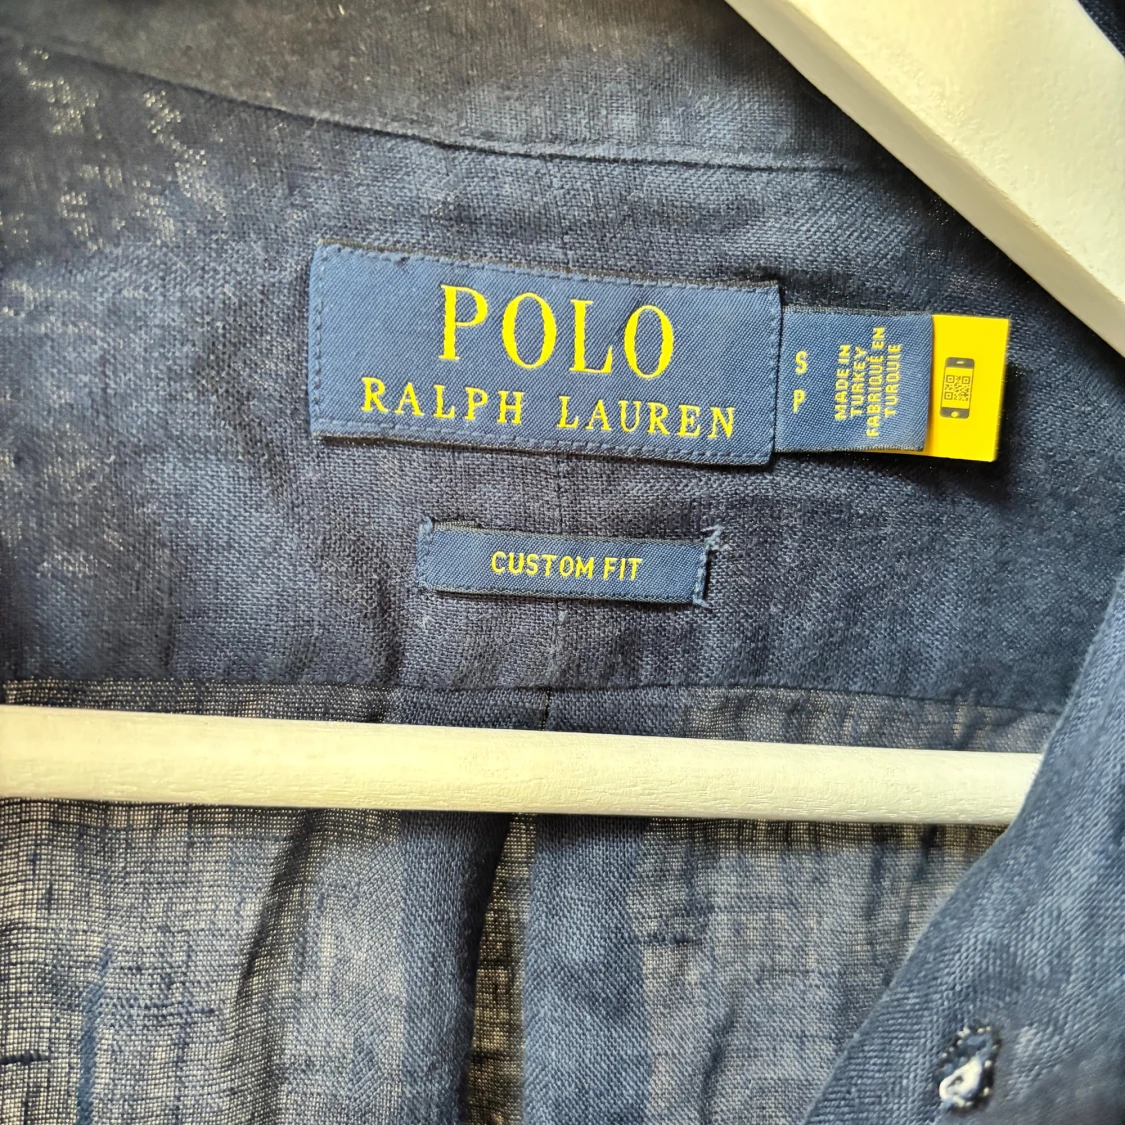 POLO
RALPH LAUREN
S
P
MADE IN
TURKEY
FABRIQUÉ EN
TURQUIE
CUSTOM FIT